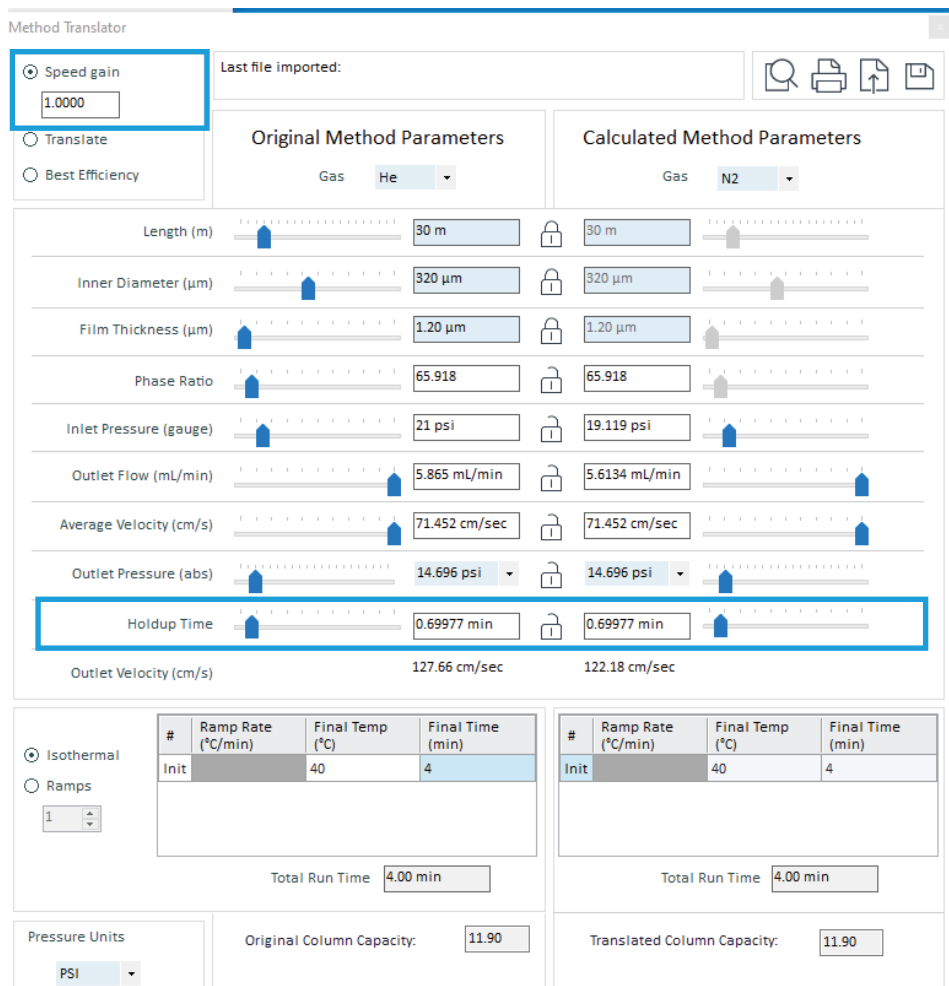 Method Translator
x
Speed gain
1.0000
Translate
Best Efficiency
Last file imported:
Original Method Parameters
Gas He
Calculated Method Parameters
Gas N2
Length (m) 30 m 30 m
Inner Diameter (µm) 320 µm 320 µm
Film Thickness (µm) 1.20 µm 1.20 µm
Phase Ratio 65.918 65.918
Inlet Pressure (gauge) 21 psi 19.119 psi
Outlet Flow (mL/min) 5.865 mL/min 5.6134 mL/min
Average Velocity (cm/s) 71.452 cm/sec 71.452 cm/sec
Outlet Pressure (abs) 14.696 psi 14.696 psi
Holdup Time 0.69977 min 0.69977 min
Outlet Velocity (cm/s) 127.66 cm/sec 122.18 cm/sec
Isothermal
Ramps
1
# Ramp Rate (°C/min) Final Temp (°C) Final Time (min)
Init 40 4
Total Run Time 4.00 min
# Ramp Rate (°C/min) Final Temp (°C) Final Time (min)
Init 40 4
Total Run Time 4.00 min
Pressure Units
PSI
Original Column Capacity: 11.90
Translated Column Capacity: 11.90